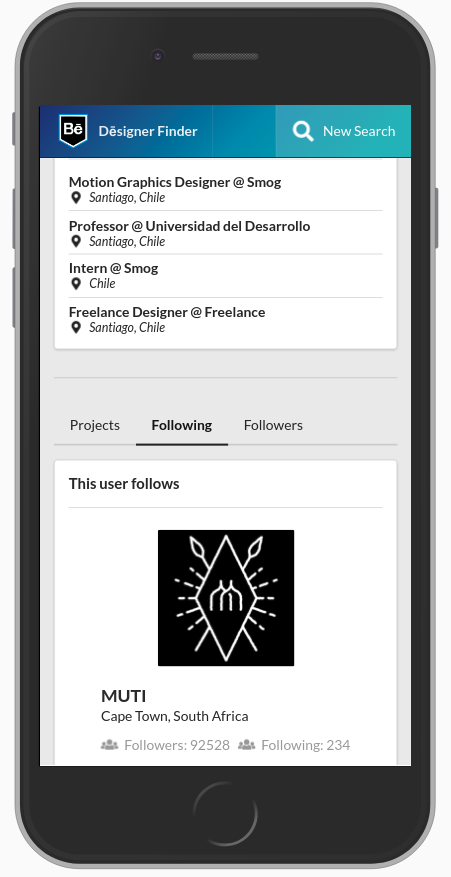 Bē Dēsigner Finder New Search
Motion Graphics Designer @ Smog
Santiago, Chile
Professor @ Universidad del Desarrollo
Santiago, Chile
Intern @ Smog
Chile
Freelance Designer @ Freelance
Santiago, Chile
Projects Following Followers
This user follows
MUTI
Cape Town, South Africa
Followers: 92528 Following: 234